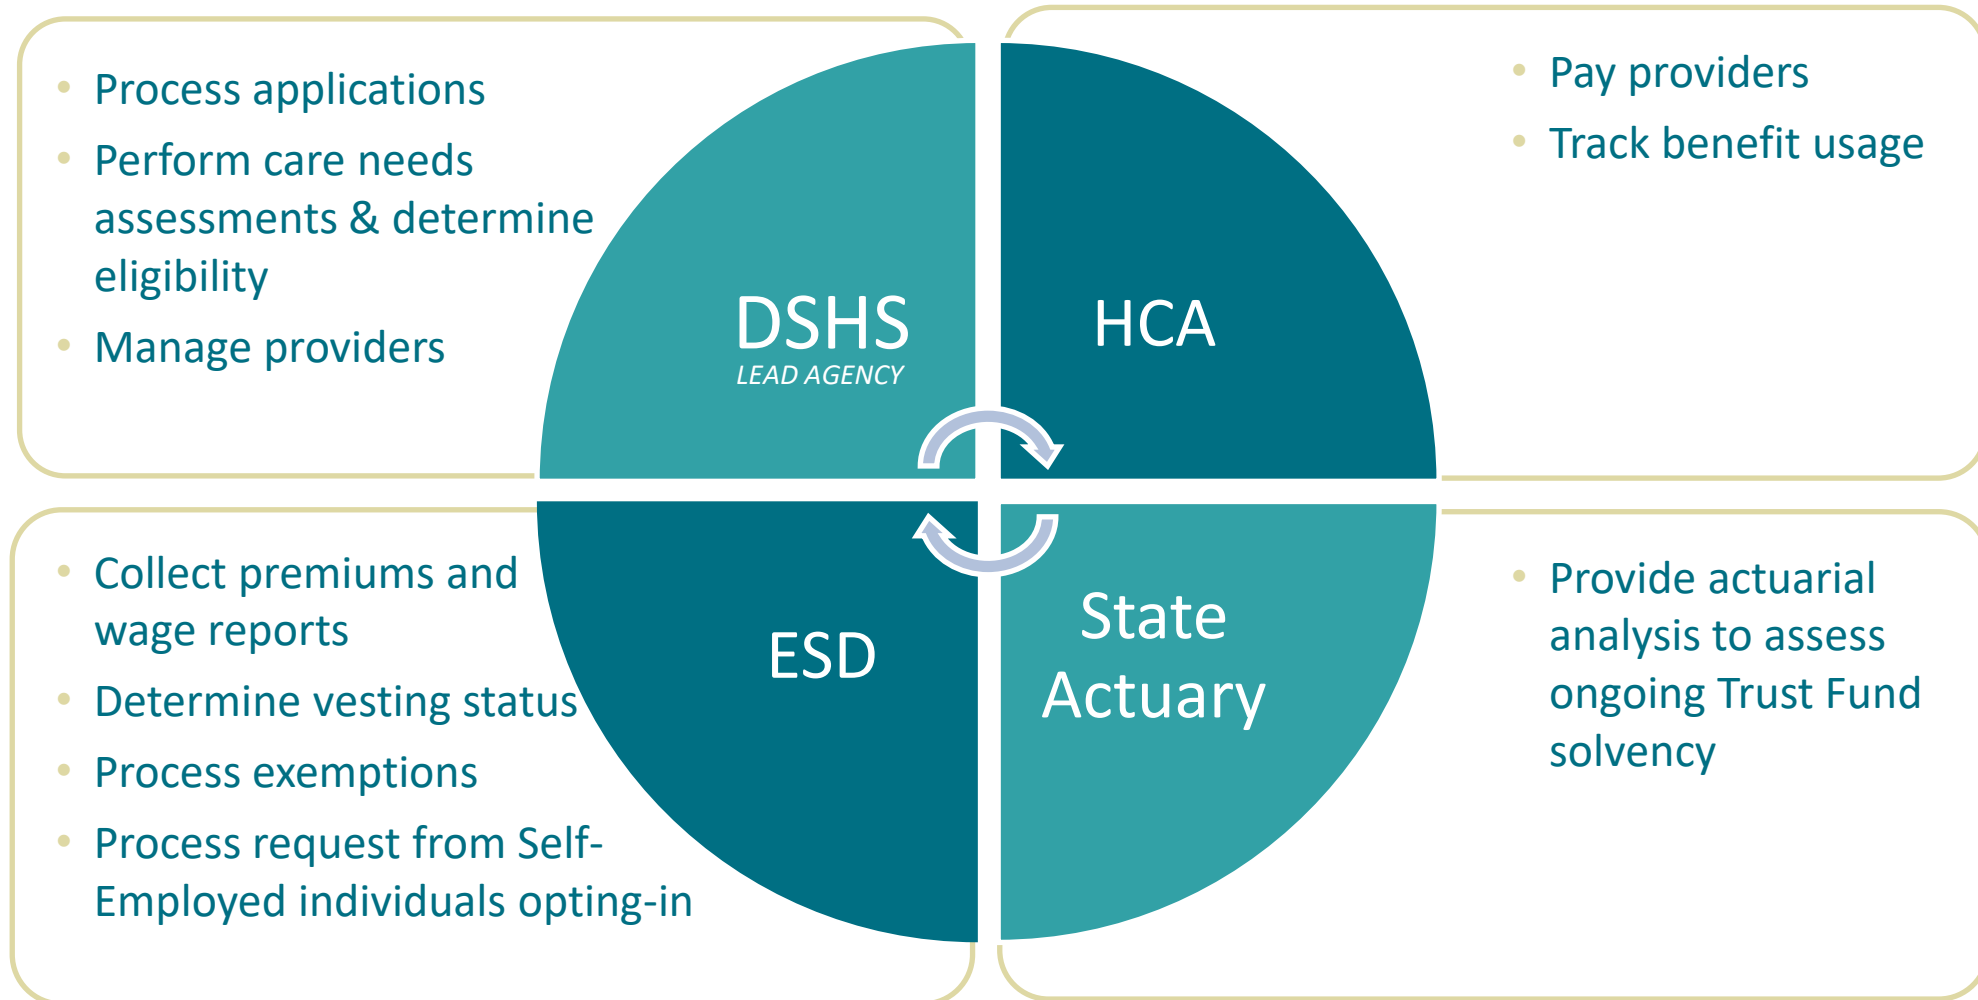 • Process applications
• Perform care needs
assessments & determine
eligibility
• Manage providers
DSHS
LEAD AGENCY
HCA
• Pay providers
• Track benefit usage
• Collect premiums and
wage reports
• Determine vesting status
• Process exemptions
• Process request from Self-
Employed individuals opting-in
ESD
State
Actuary
• Provide actuarial
analysis to assess
ongoing Trust Fund
solvency